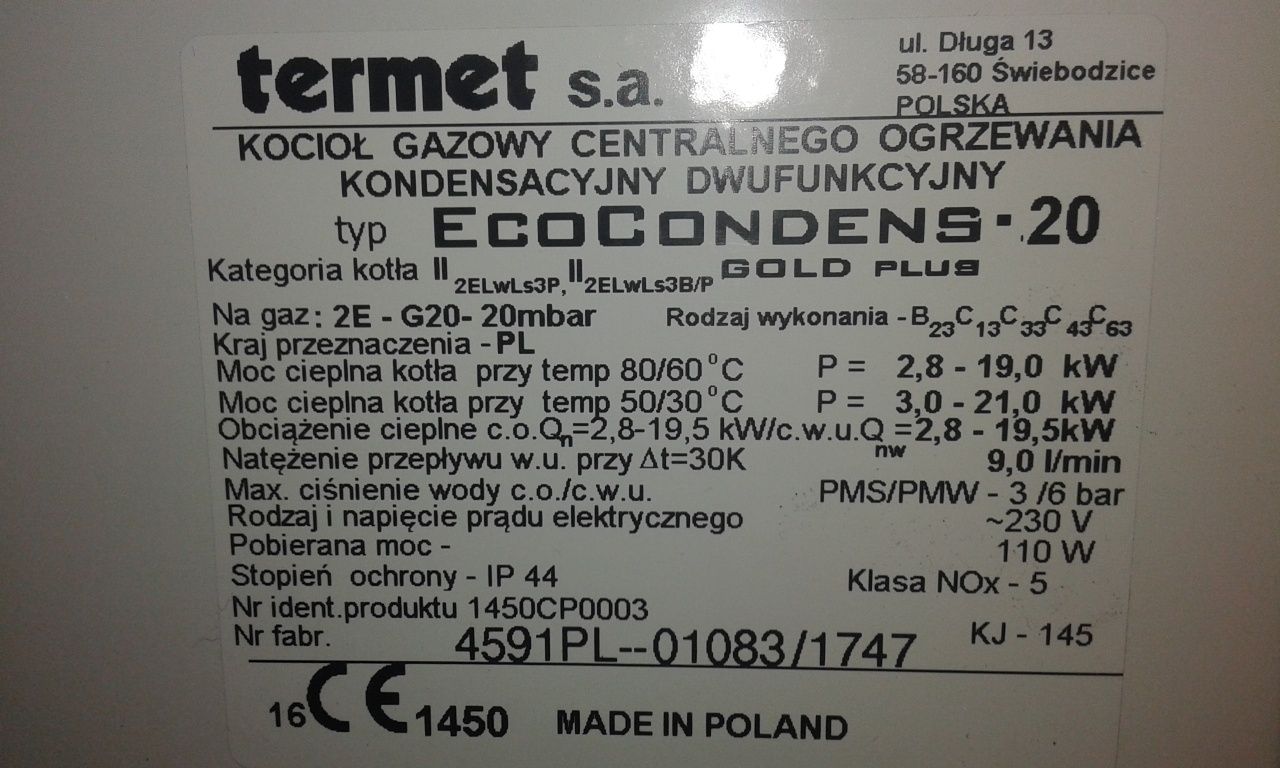 termet s.a.
ul. Długa 13
58-160 Świebodzice
POLSKA
KOCIOŁ GAZOWY CENTRALNEGO OGRZEWANIA
KONDENSACYJNY DWUFUNKCYJNY
typ ECOCONDENS - 20
Kategoria kotła II2ELwLs3P, II2ELwLs3B/P GOLD PLUS
Na gaz: 2E - G20- 20mbar Rodzaj wykonania - B23C13C33C43C63
Kraj przeznaczenia - PL
Moc cieplna kotła przy temp 80/60°C P = 2,8 - 19,0 kW
Moc cieplna kotła przy temp 50/30°C P = 3,0 - 21,0 kW
Obciążenie cieplne c.o.Qn=2,8-19,5 kW/c.w.u.Qnw=2,8 - 19,5kW
Natężenie przepływu w.u. przy Δt=30K 9,0 l/min
Max. ciśnienie wody c.o./c.w.u. PMS/PMW - 3 /6 bar
Rodzaj i napięcie prądu elektrycznego ~230 V
Pobierana moc - 110 W
Stopień ochrony - IP 44 Klasa NOx - 5
Nr ident.produktu 1450CP0003
Nr fabr. 4591PL--01083/1747 KJ - 145
16 CE 1450 MADE IN POLAND